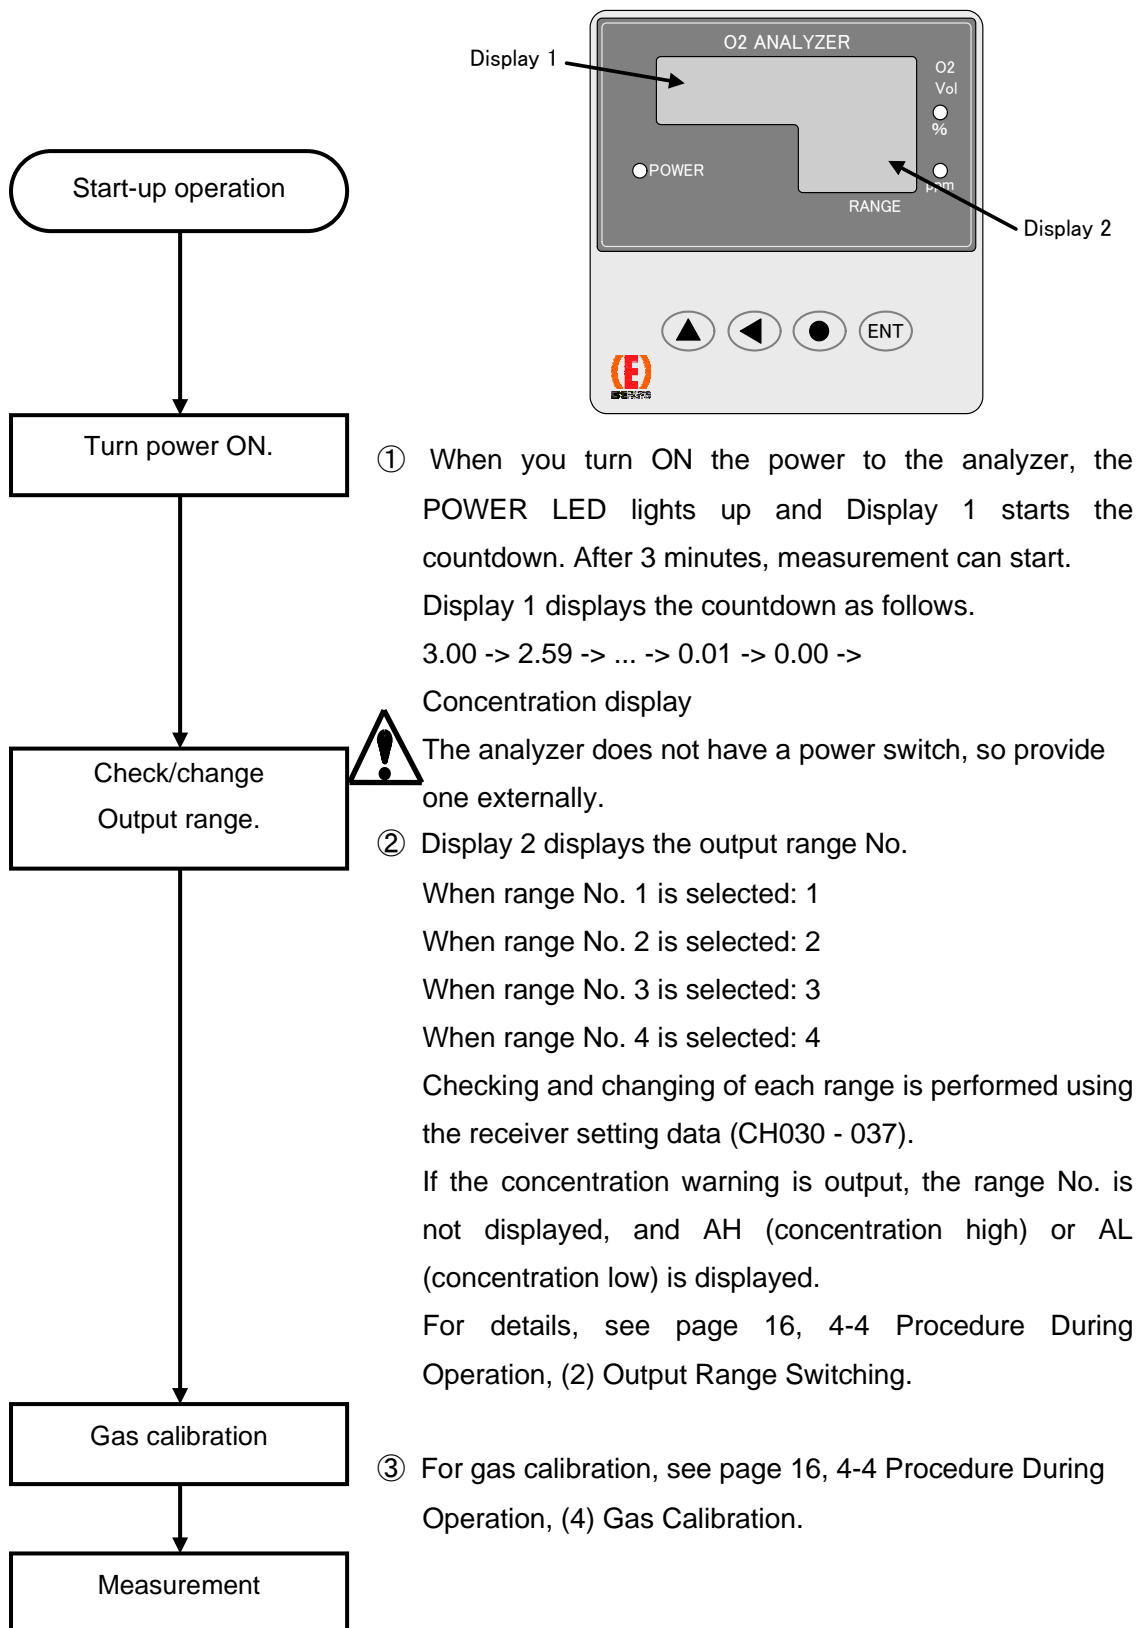 O2 ANALYZER
Display 1
O2
Vol
%
POWER
ppm
RANGE
Display 2
ENT
(E)
Start-up operation
Turn power ON.
① When you turn ON the power to the analyzer, the
POWER LED lights up and Display 1 starts the
countdown. After 3 minutes, measurement can start.
Display 1 displays the countdown as follows.
3.00 -> 2.59 -> ... -> 0.01 -> 0.00 ->
Concentration display
The analyzer does not have a power switch, so provide
one externally.
Check/change
Output range.
② Display 2 displays the output range No.
When range No. 1 is selected: 1
When range No. 2 is selected: 2
When range No. 3 is selected: 3
When range No. 4 is selected: 4
Checking and changing of each range is performed using
the receiver setting data (CH030 - 037).
If the concentration warning is output, the range No. is
not displayed, and AH (concentration high) or AL
(concentration low) is displayed.
For details, see page 16, 4-4 Procedure During
Operation, (2) Output Range Switching.
Gas calibration
③ For gas calibration, see page 16, 4-4 Procedure During
Operation, (4) Gas Calibration.
Measurement